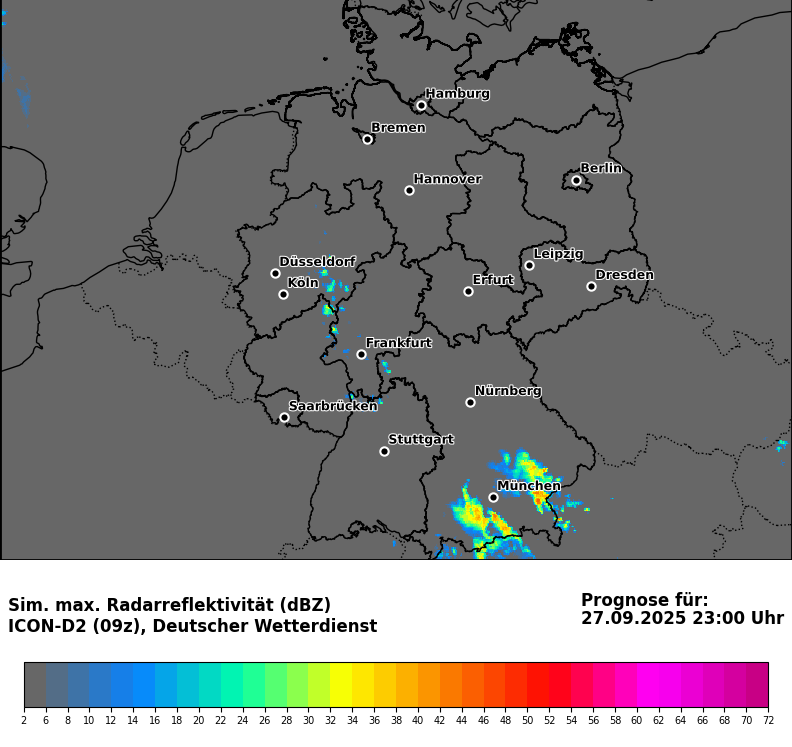 Hamburg
Bremen
Berlin
Hannover
Leipzig
Düsseldorf
Dresden
Köln
Erfurt
Frankfurt
Nürnberg
Saarbrücken
Stuttgart
München
Sim. max. Radarreflektivität (dBZ)
ICON-D2 (09z), Deutscher Wetterdienst
Prognose für:
27.09.2025 23:00 Uhr
2 6 8 10 12 14 16 18 20 22 24 26 28 30 32 34 36 38 40 42 44 46 48 50 52 54 56 58 60 62 64 66 68 70 72